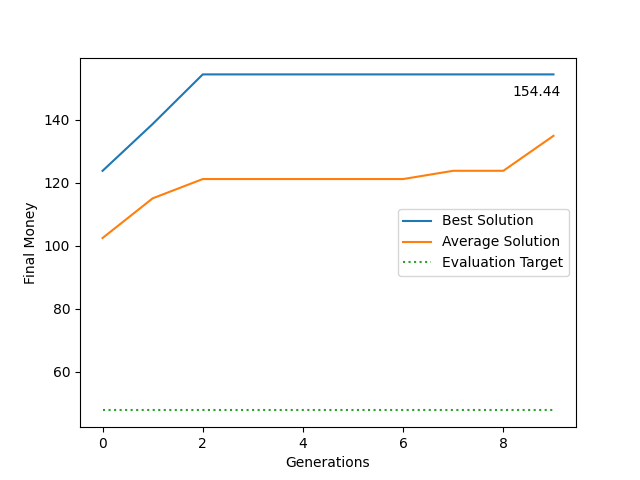 154.44
140
120
100
80
60
Final Money
Best Solution
Average Solution
Evaluation Target
0 2 4 6 8
Generations